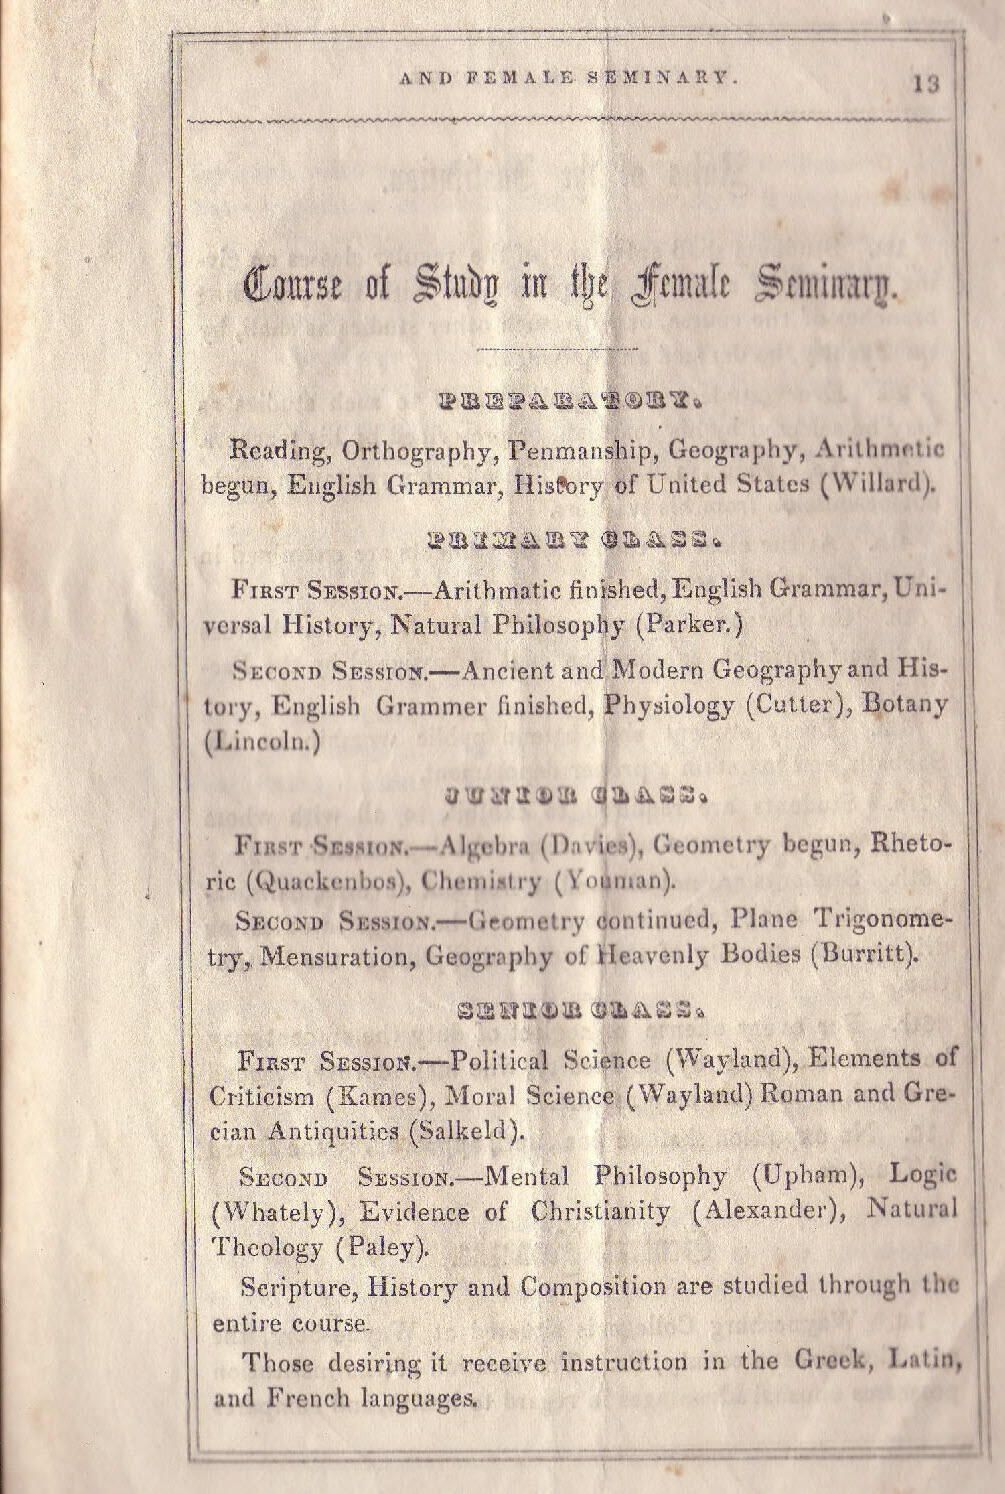 AND FEMALE SEMINARY.
13
Course of Study in the Female Seminary.
PREPARATORY.
Reading, Orthography, Penmanship, Geography, Arithmetic
begun, English Grammar, History of United States (Willard).
PRIMARY CLASS.
FIRST SESSION.—Arithmatic finished, English Grammar, Uni-
versal History, Natural Philosophy (Parker.)
SECOND SESSION.—Ancient and Modern Geography and His-
tory, English Grammer finished, Physiology (Cutter), Botany
(Lincoln.)
JUNIOR CLASS.
FIRST SESSION.—Algebra (Davies), Geometry begun, Rheto-
ric (Quackenbos), Chemistry (Youman).
SECOND SESSION.—Geometry continued, Plane Trigonome-
try, Mensuration, Geography of Heavenly Bodies (Burritt).
SENIOR CLASS.
FIRST SESSION.—Political Science (Wayland), Elements of
Criticism (Kames), Moral Science (Wayland) Roman and Gre-
cian Antiquities (Salkeld).
SECOND SESSION.—Mental Philosophy (Upham), Logic
(Whately), Evidence of Christianity (Alexander), Natural
Theology (Paley).
Scripture, History and Composition are studied through the
entire course.
Those desiring it receive instruction in the Greek, Latin,
and French languages.